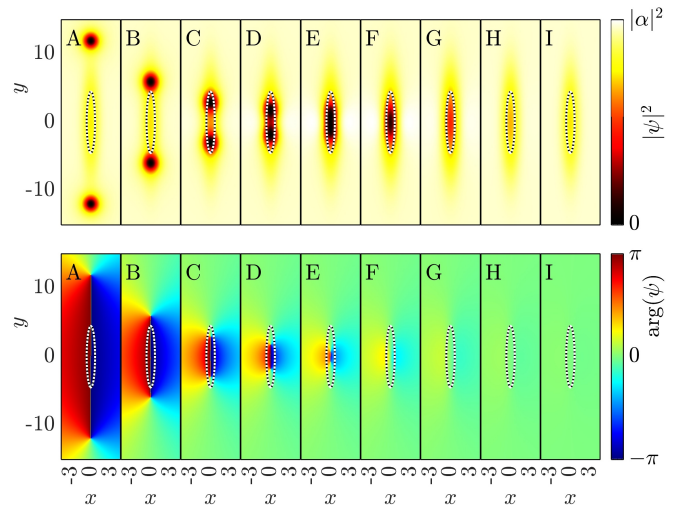 A B C D E F G H I
10
0
-10
y
|α|²
|ψ|²
0
A B C D E F G H I
10
0
-10
y
π
arg(ψ)
0
−π
-3 0 3 -3 0 3 -3 0 3 -3 0 3 -3 0 3 -3 0 3 -3 0 3 -3 0 3 -3 0 3
x x x x x x x x x